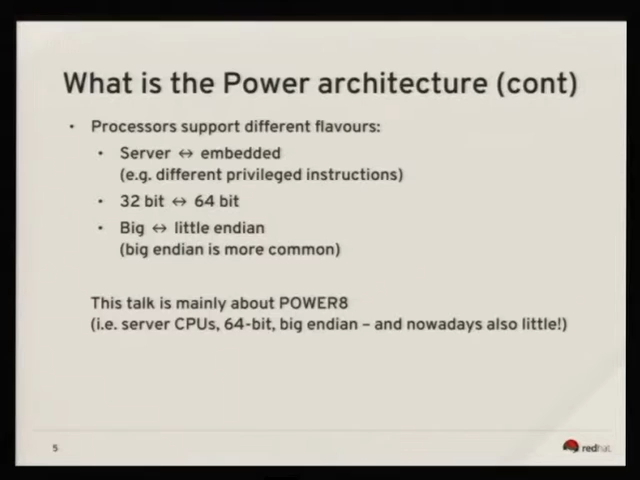 What is the Power architecture (cont)
• Processors support different flavours:
• Server ↔ embedded
(e.g. different privileged instructions)
• 32 bit ↔ 64 bit
• Big ↔ little endian
(big endian is more common)
This talk is mainly about POWER8
(i.e. server CPUs, 64-bit, big endian – and nowadays also little!)
5
redhat.